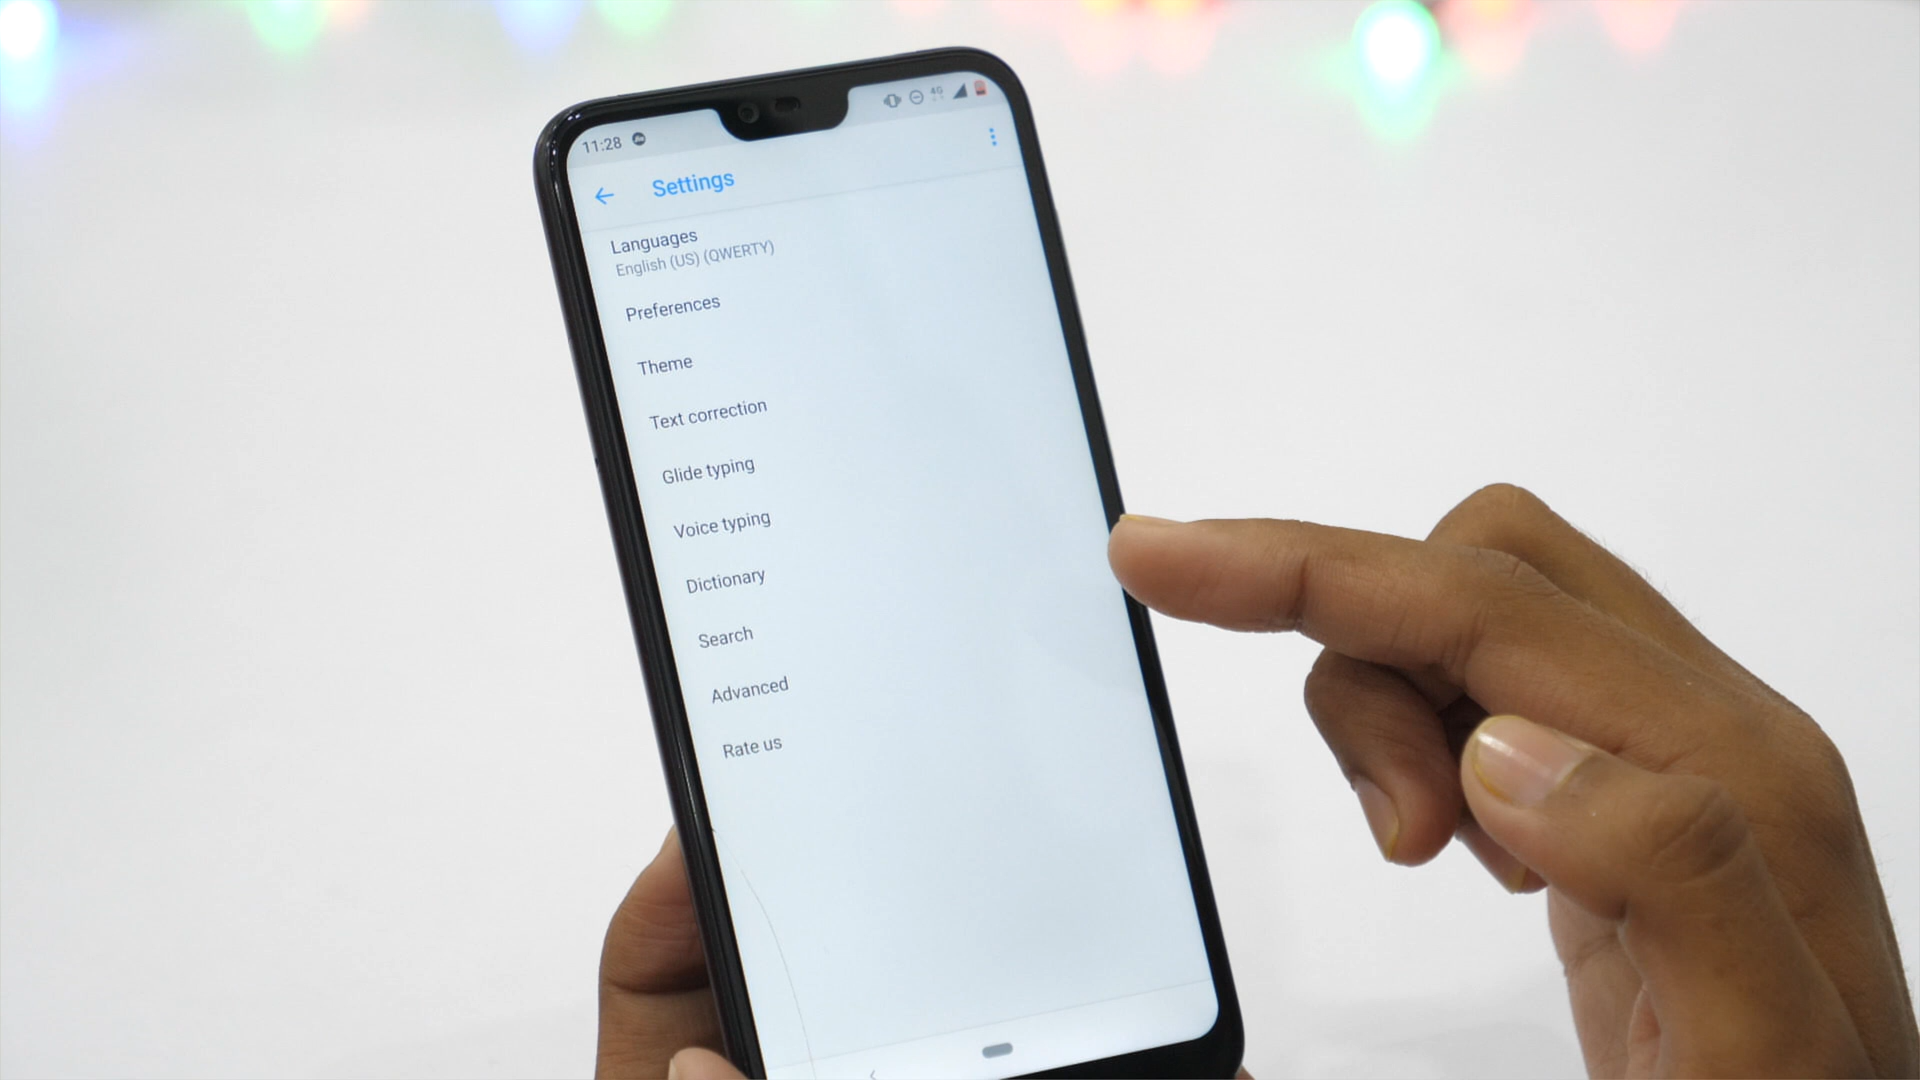 11:28
4G
Settings
Languages
English (US) (QWERTY)
Preferences
Theme
Text correction
Glide typing
Voice typing
Dictionary
Search
Advanced
Rate us